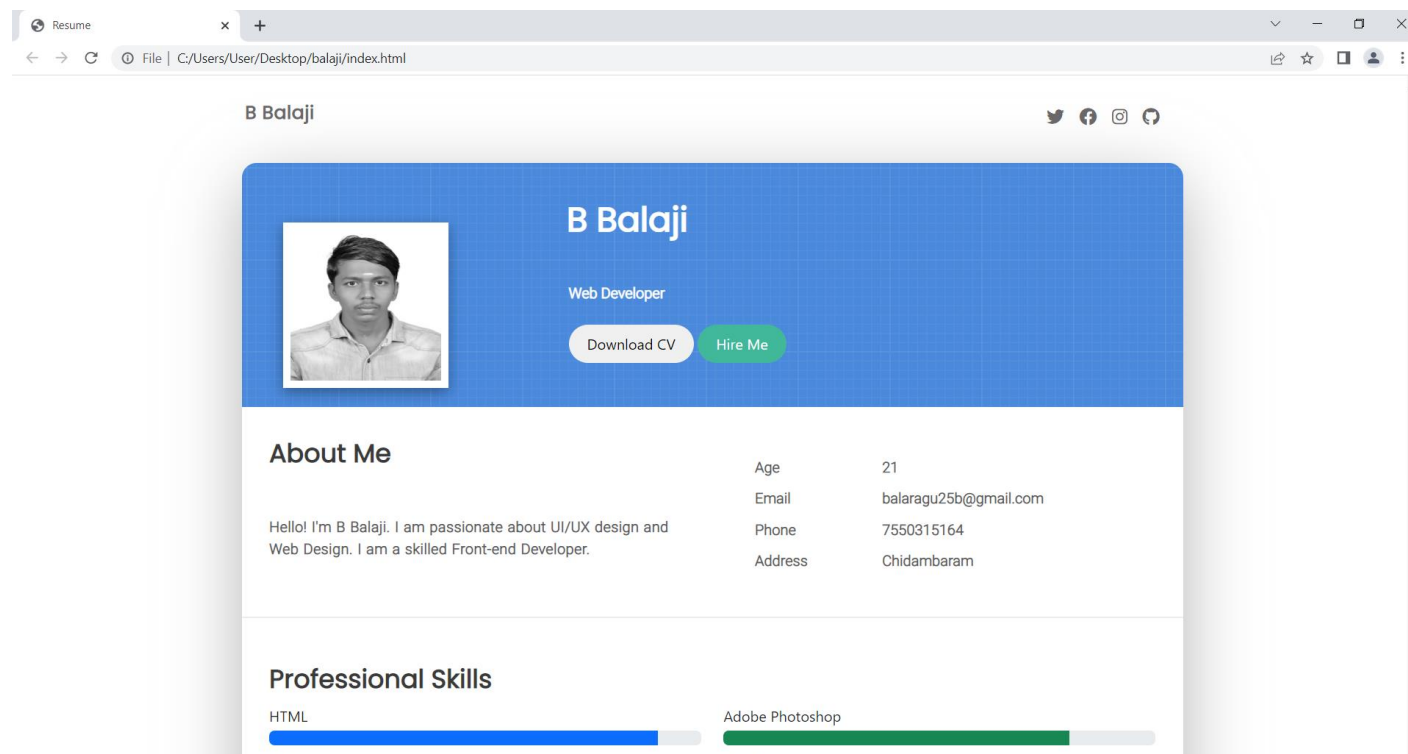 Resume
File | C:/Users/User/Desktop/balaji/index.html
B Balaji
B Balaji
Web Developer
Download CV Hire Me
About Me
Hello! I'm B Balaji. I am passionate about UI/UX design and
Web Design. I am a skilled Front-end Developer.
Age 21
Email balaragu25b@gmail.com
Phone 7550315164
Address Chidambaram
Professional Skills
HTML
Adobe Photoshop